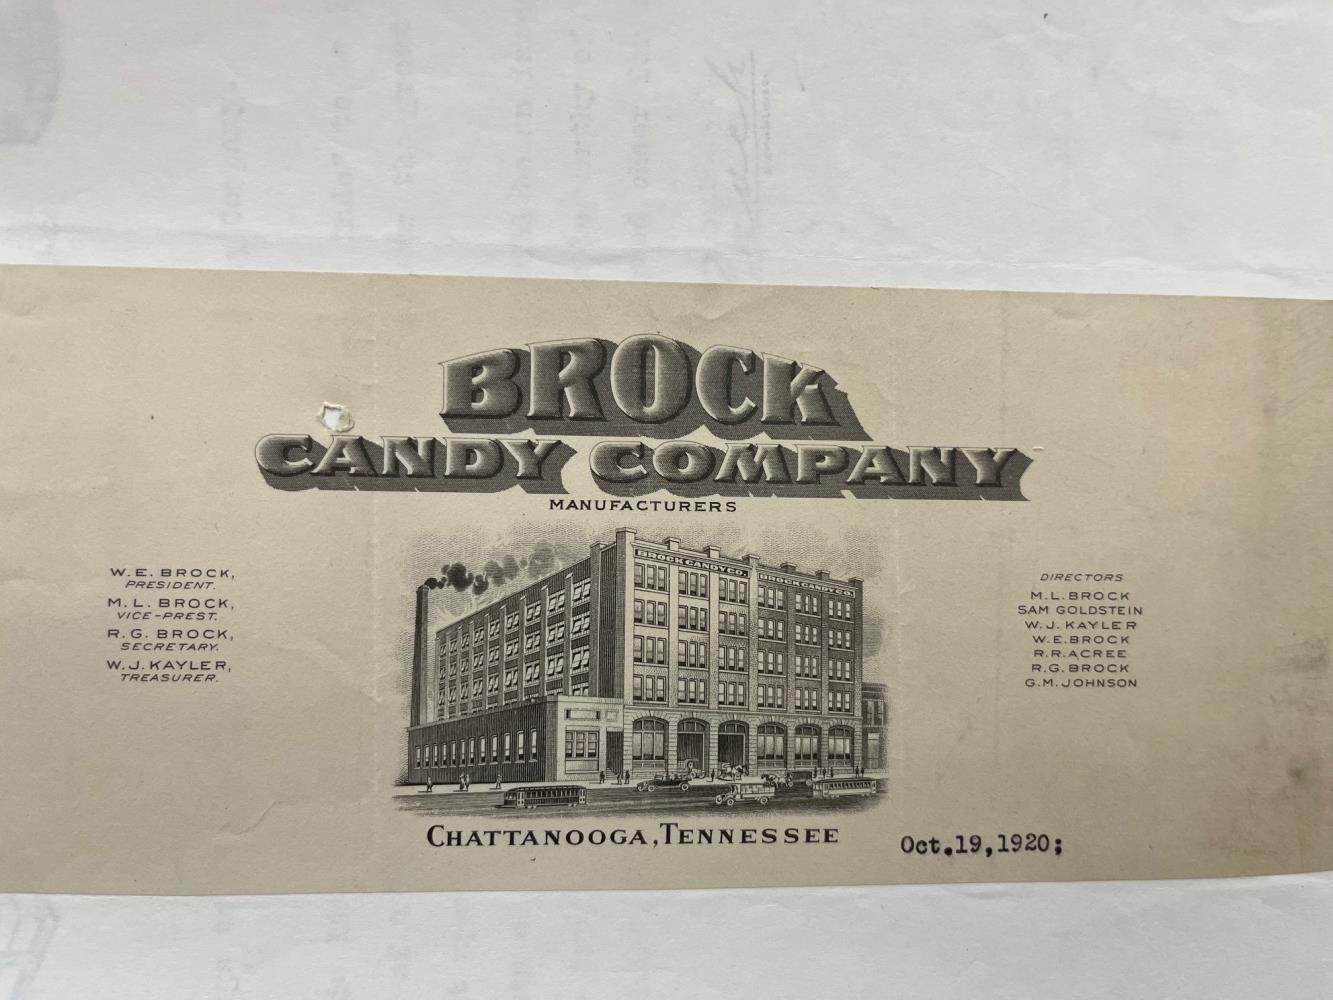 BROCK
CANDY COMPANY
MANUFACTURERS
W. E. BROCK,
PRESIDENT.
M. L. BROCK,
VICE-PREST.
R. G. BROCK,
SECRETARY.
W. J. KAYLER,
TREASURER.
BROCK CANDY CO.
BROCK CANDY CO.
DIRECTORS
M. L. BROCK
SAM GOLDSTEIN
W. J. KAYLER
W. E. BROCK
R. R. ACREE
R. G. BROCK
G. M. JOHNSON
CHATTANOOGA, TENNESSEE
Oct.19,1920;